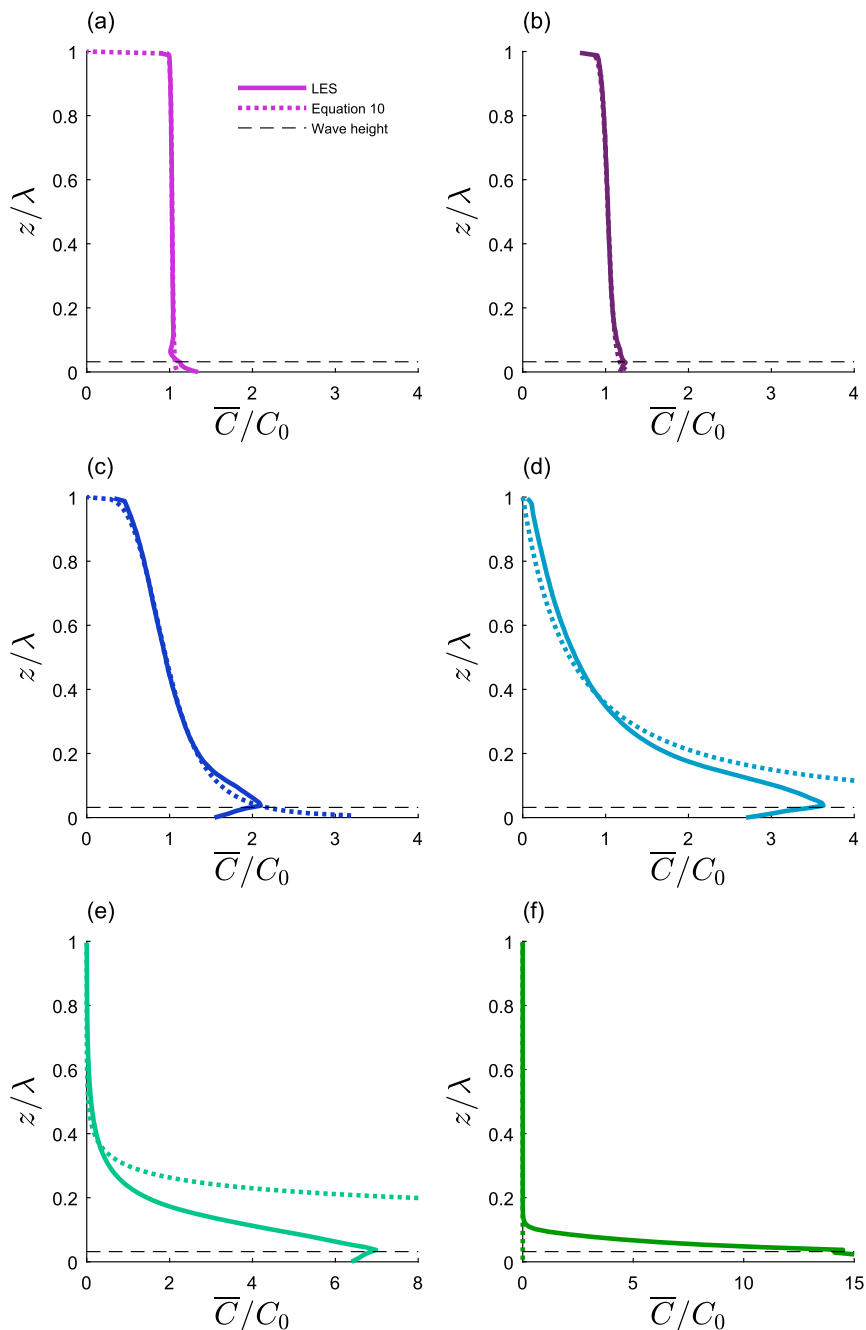 (a)
1
0.8
0.6
0.4
0.2
0
z/λ
LES
Equation 10
Wave height
0 1 2 3 4
C̅/C₀
(b)
1
0.8
0.6
0.4
0.2
0
z/λ
0 1 2 3 4
C̅/C₀
(c)
1
0.8
0.6
0.4
0.2
0
z/λ
0 1 2 3 4
C̅/C₀
(d)
1
0.8
0.6
0.4
0.2
0
z/λ
0 1 2 3 4
C̅/C₀
(e)
1
0.8
0.6
0.4
0.2
0
z/λ
0 2 4 6 8
C̅/C₀
(f)
1
0.8
0.6
0.4
0.2
0
z/λ
0 5 10 15
C̅/C₀